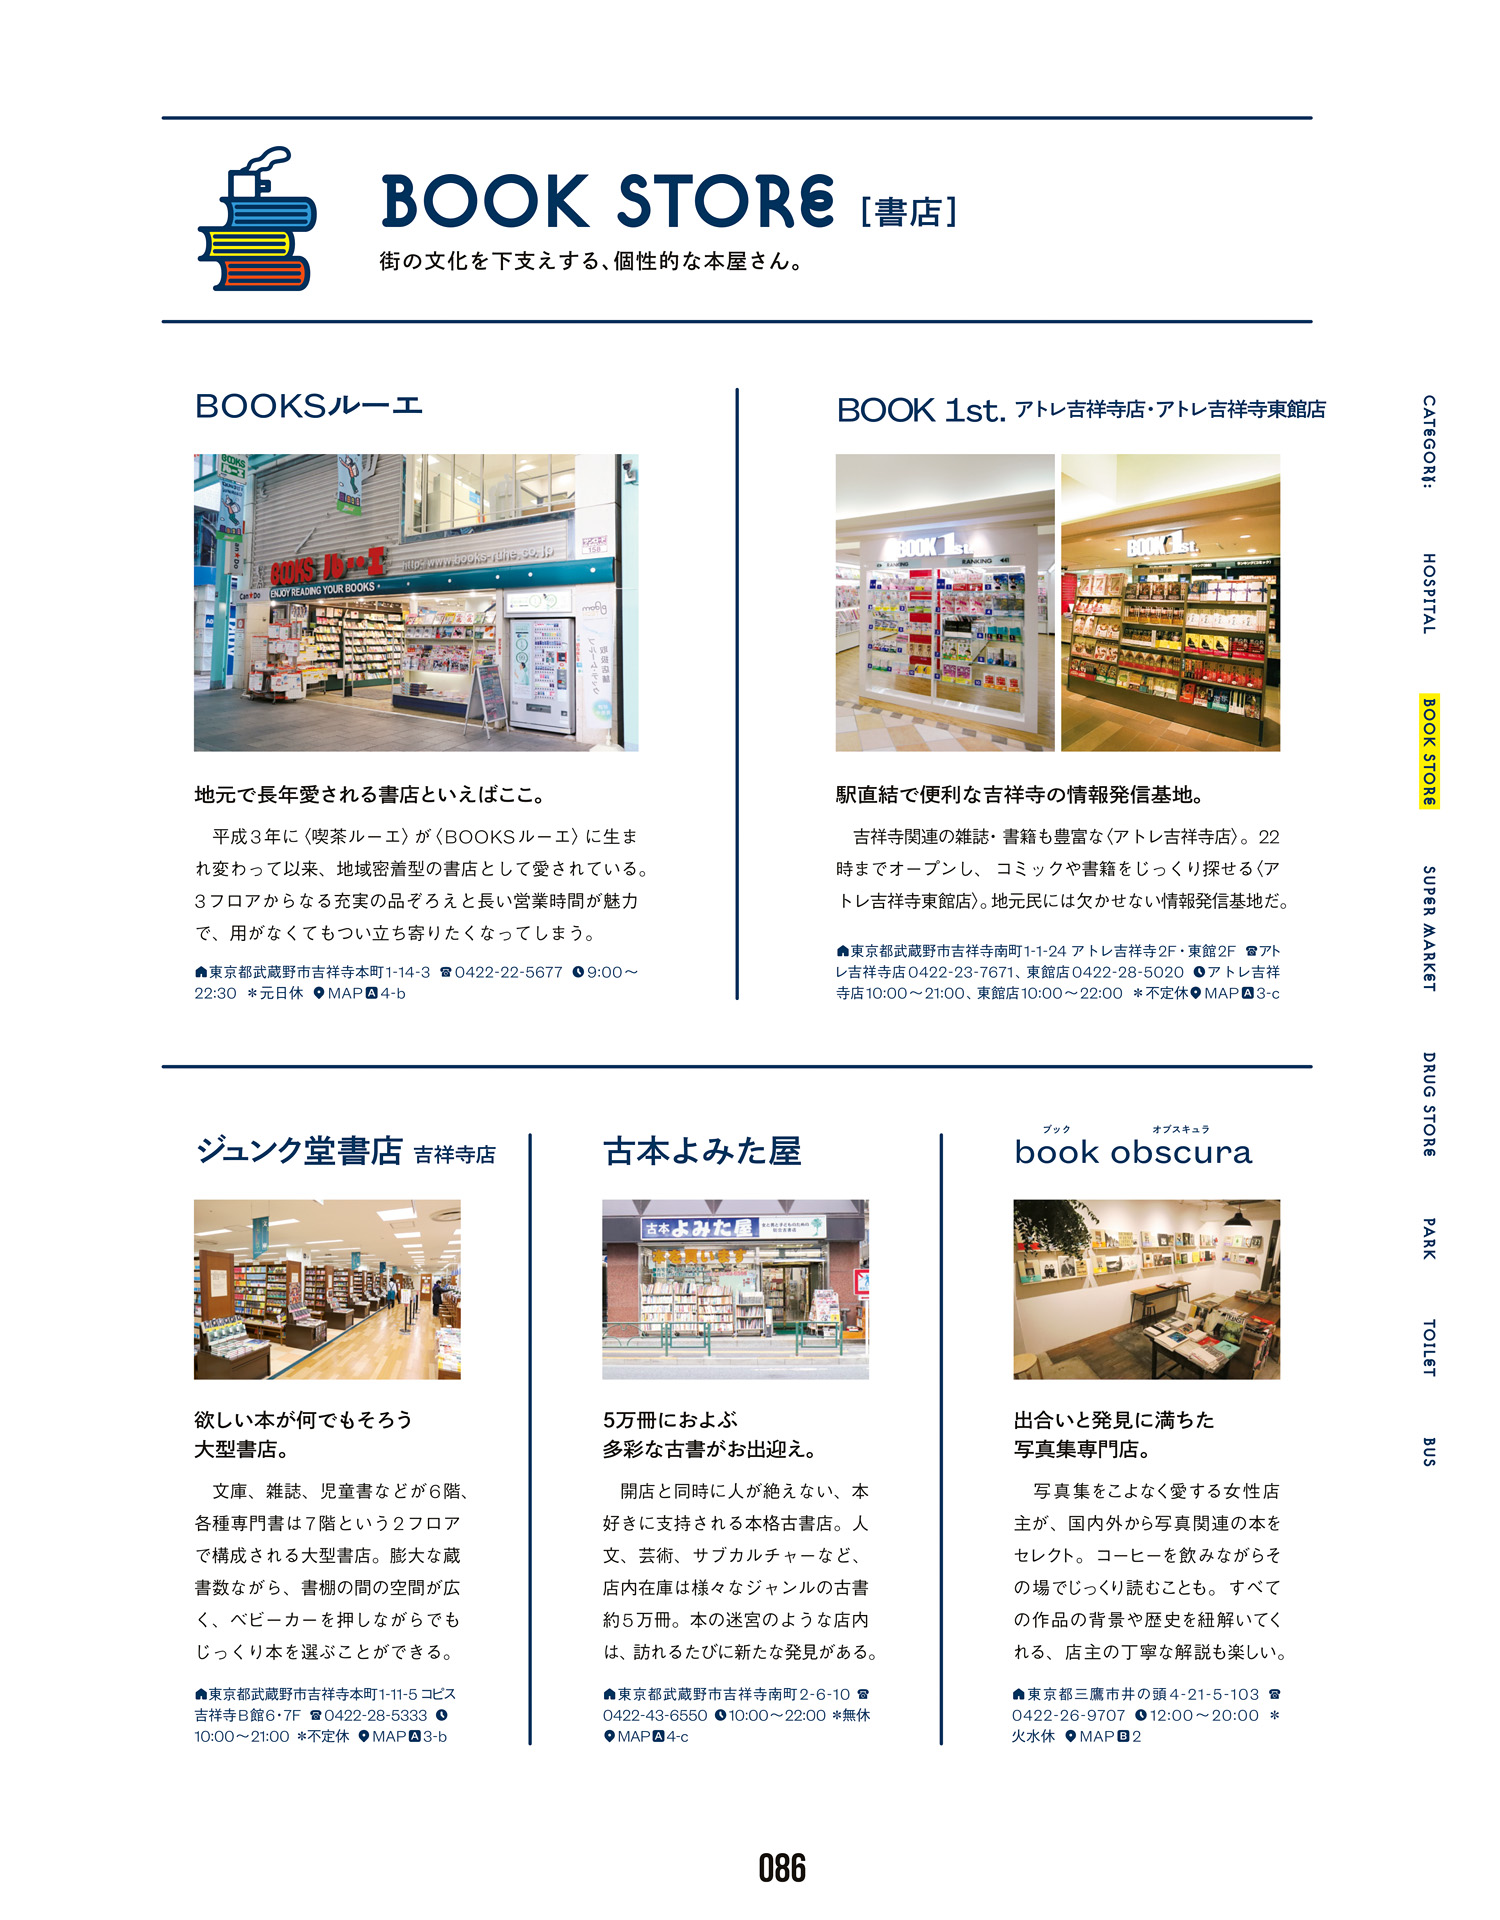 BOOK STORE [書店]
街の文化を下支えする、個性的な本屋さん。
BOOKSルーエ
BOOKS
ルーエ
Can★Do
BOOKS ルーエ
http://www.books-ruhe.co.jp
ENJOY READING YOUR BOOKS
158
地元で長年愛される書店といえばここ。
平成3年に〈喫茶ルーエ〉が〈BOOKSルーエ〉に生ま
れ変わって以来、地域密着型の書店として愛されている。
3フロアからなる充実の品ぞろえと長い営業時間が魅力
で、用がなくてもつい立ち寄りたくなってしまう。
東京都武蔵野市吉祥寺本町1-14-3 ☎0422-22-5677 9:00〜
22:30 *元日休 MAP A 4-b
BOOK 1st. アトレ吉祥寺店・アトレ吉祥寺東館店
BOOK 1st.
RANKING
RANKING
BOOK 1st.
駅直結で便利な吉祥寺の情報発信基地。
吉祥寺関連の雑誌・書籍も豊富な〈アトレ吉祥寺店〉。22
時までオープンし、コミックや書籍をじっくり探せる〈ア
トレ吉祥寺東館店〉。地元民には欠かせない情報発信基地だ。
東京都武蔵野市吉祥寺南町1-1-24 アトレ吉祥寺2F・東館2F ☎アト
レ吉祥寺店0422-23-7671、東館店0422-28-5020 アトレ吉祥
寺店10:00〜21:00、東館店10:00〜22:00 *不定休 MAP A 3-c
ジュンク堂書店 吉祥寺店
欲しい本が何でもそろう
大型書店。
文庫、雑誌、児童書などが6階、
各種専門書は7階という2フロア
で構成される大型書店。膨大な蔵
書数ながら、書棚の間の空間が広
く、ベビーカーを押しながらでも
じっくり本を選ぶことができる。
東京都武蔵野市吉祥寺本町1-11-5 コピス
吉祥寺B館6・7F ☎0422-28-5333
10:00〜21:00 *不定休 MAP A 3-b
古本よみた屋
古本よみた屋
本を買います
5万冊におよぶ
多彩な古書がお出迎え。
開店と同時に人が絶えない、本
好きに支持される本格古書店。人
文、芸術、サブカルチャーなど、
店内在庫は様々なジャンルの古書
約5万冊。本の迷宮のような店内
は、訪れるたびに新たな発見がある。
東京都武蔵野市吉祥寺南町2-6-10 ☎
0422-43-6550 10:00〜22:00 *無休
MAP A 4-c
ブック オブスキュラ
book obscura
出合いと発見に満ちた
写真集専門店。
写真集をこよなく愛する女性店
主が、国内外から写真関連の本を
セレクト。コーヒーを飲みながらそ
の場でじっくり読むことも。すべて
の作品の背景や歴史を紐解いてく
れる、店主の丁寧な解説も楽しい。
東京都三鷹市井の頭4-21-5-103 ☎
0422-26-9707 12:00〜20:00 *
火水休 MAP B 2
CATEGORY:
HOSPITAL
BOOK STORE
SUPER MARKET
DRUG STORE
PARK
TOILET
BUS
086